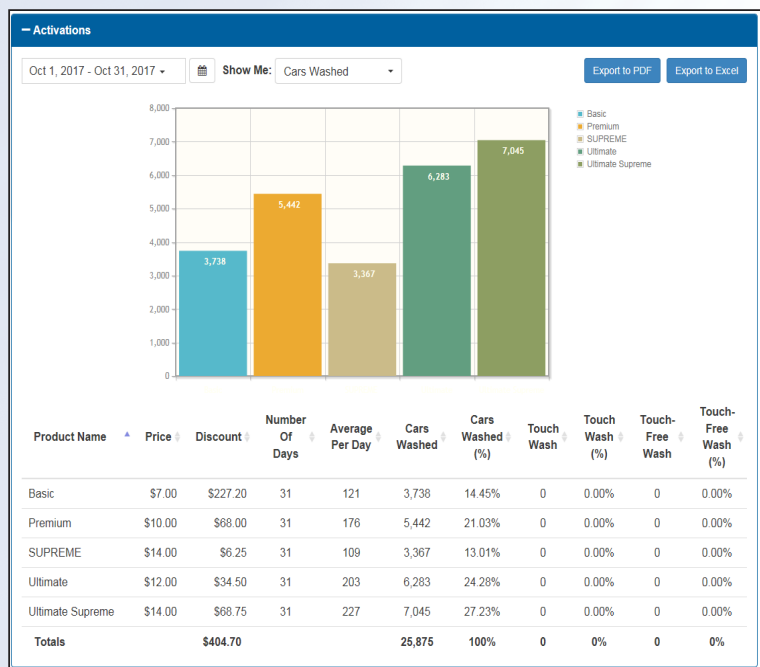 Activations
Oct 1, 2017 - Oct 31, 2017
Show Me:
Cars Washed
Export to PDF
Export to Excel
8,000
7,000
6,000
5,000
4,000
3,000
2,000
1,000
0
3,738
5,442
3,367
6,283
7,045
Basic
Premium
SUPREME
Ultimate
Ultimate Supreme
Product Name Price Discount Number Of Days Average Per Day Cars Washed Cars Washed (%) Touch Wash Touch Wash (%) Touch-Free Wash Touch-Free Wash (%)
Basic $7.00 $227.20 31 121 3,738 14.45% 0 0.00% 0 0.00%
Premium $10.00 $68.00 31 176 5,442 21.03% 0 0.00% 0 0.00%
SUPREME $14.00 $6.25 31 109 3,367 13.01% 0 0.00% 0 0.00%
Ultimate $12.00 $34.50 31 203 6,283 24.28% 0 0.00% 0 0.00%
Ultimate Supreme $14.00 $68.75 31 227 7,045 27.23% 0 0.00% 0 0.00%
Totals $404.70 25,875 100% 0 0% 0 0%